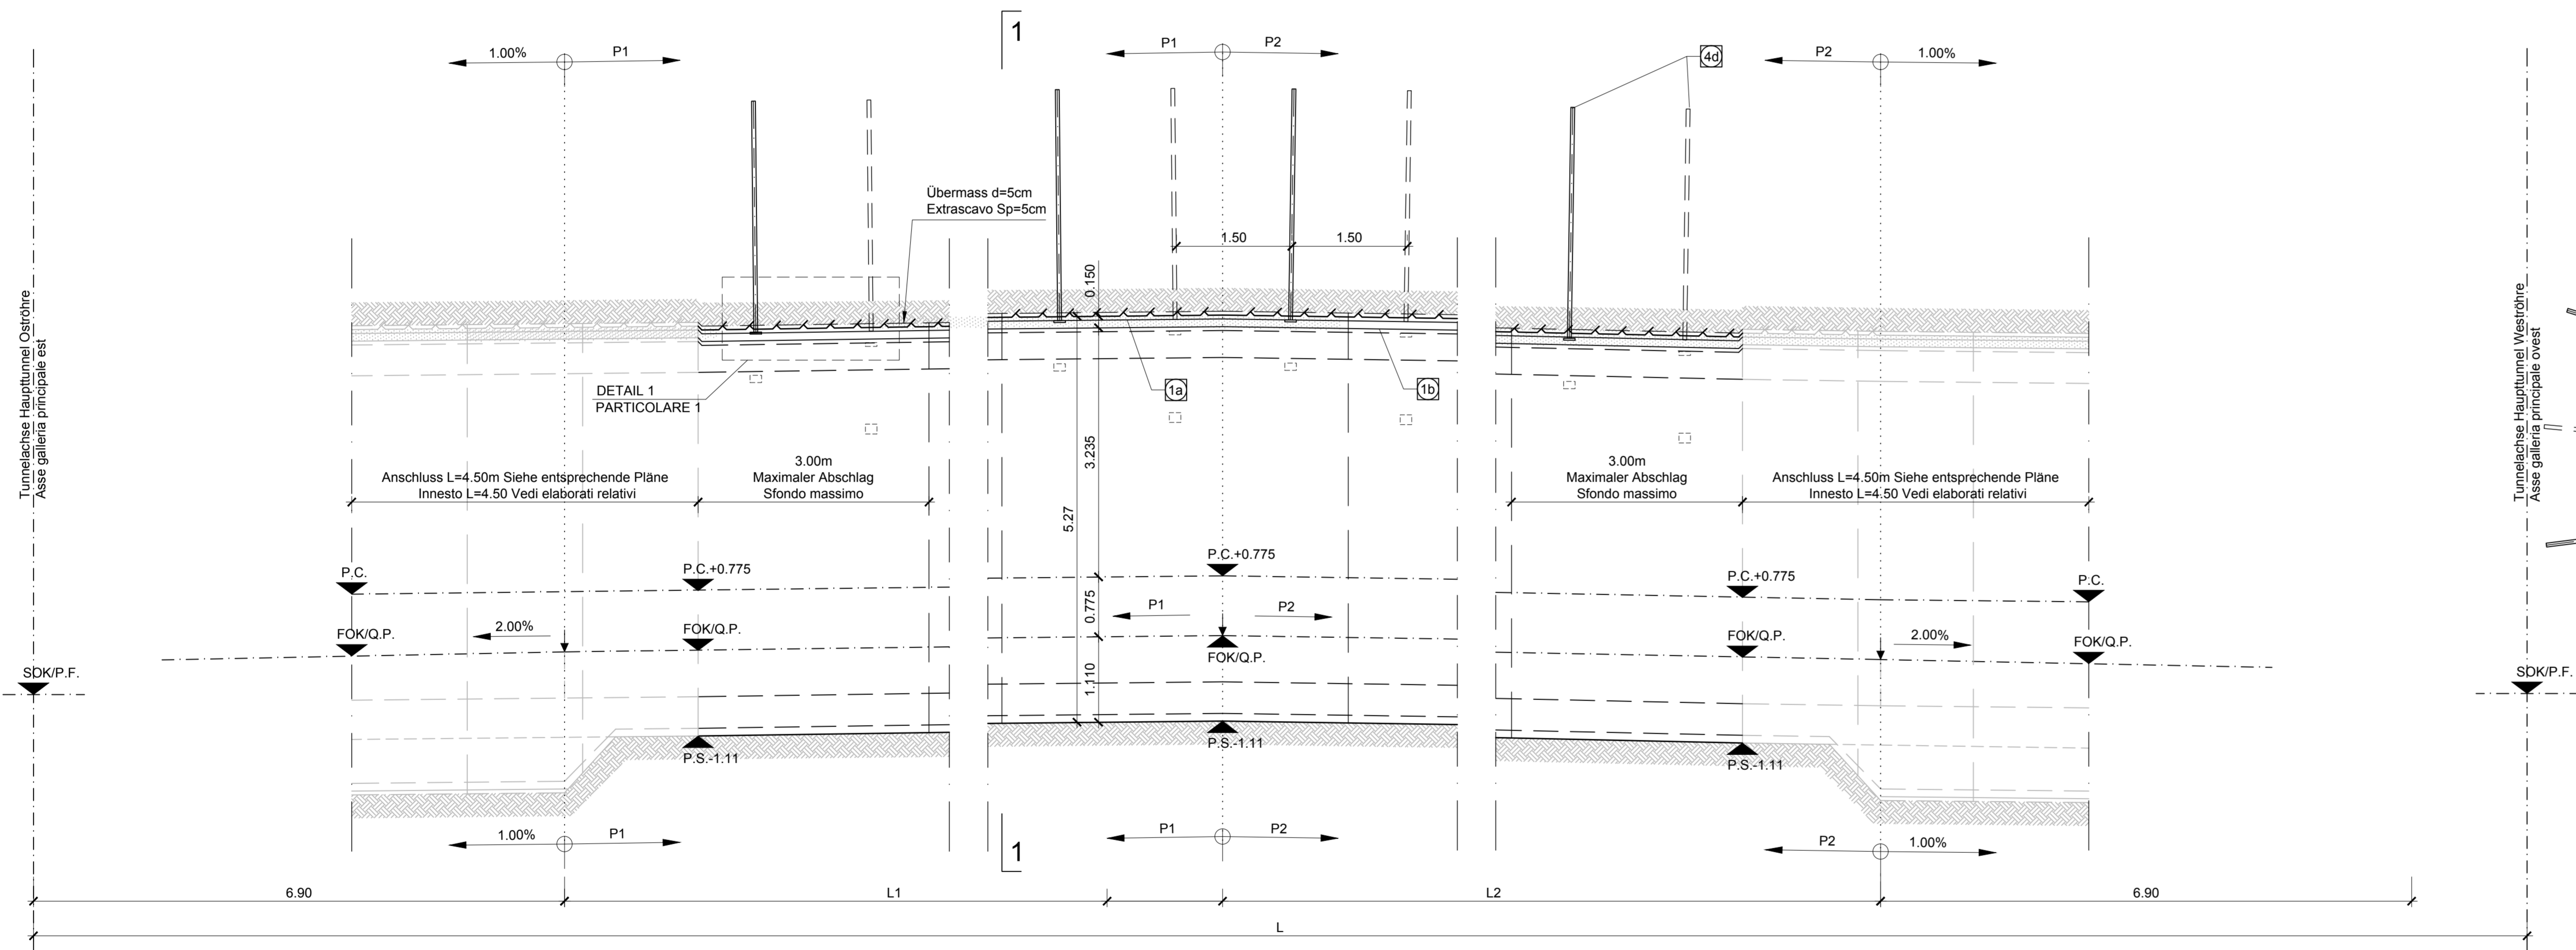 1
1.00%
P1
P1
P2
4d
P2
1.00%
Übermass d=5cm
Extrascavo Sp=5cm
1.50
1.50
0.150
Tunnelachse Haupttunnel Oströhre
Asse galleria principale est
Tunnelachse Haupttunnel Weströhre
Asse galleria principale ovest
DETAIL 1
PARTICOLARE 1
1a
1b
3.235
Anschluss L=4.50m Siehe entsprechende Pläne
Innesto L=4.50 Vedi elaborati relativi
3.00m
Maximaler Abschlag
Sfondo massimo
3.00m
Maximaler Abschlag
Sfondo massimo
Anschluss L=4.50m Siehe entsprechende Pläne
Innesto L=4.50 Vedi elaborati relativi
5.27
P.C.
P.C.+0.775
P.C.+0.775
P.C.+0.775
P.C.
0.775
P1
P2
FOK/Q.P.
2.00%
FOK/Q.P.
FOK/Q.P.
FOK/Q.P.
2.00%
FOK/Q.P.
SOK/P.F.
SOK/P.F.
1.110
P.S.-1.11
P.S.-1.11
P.S.-1.11
1.00%
P1
P1
P2
P2
1.00%
1
6.90
L1
L2
6.90
L